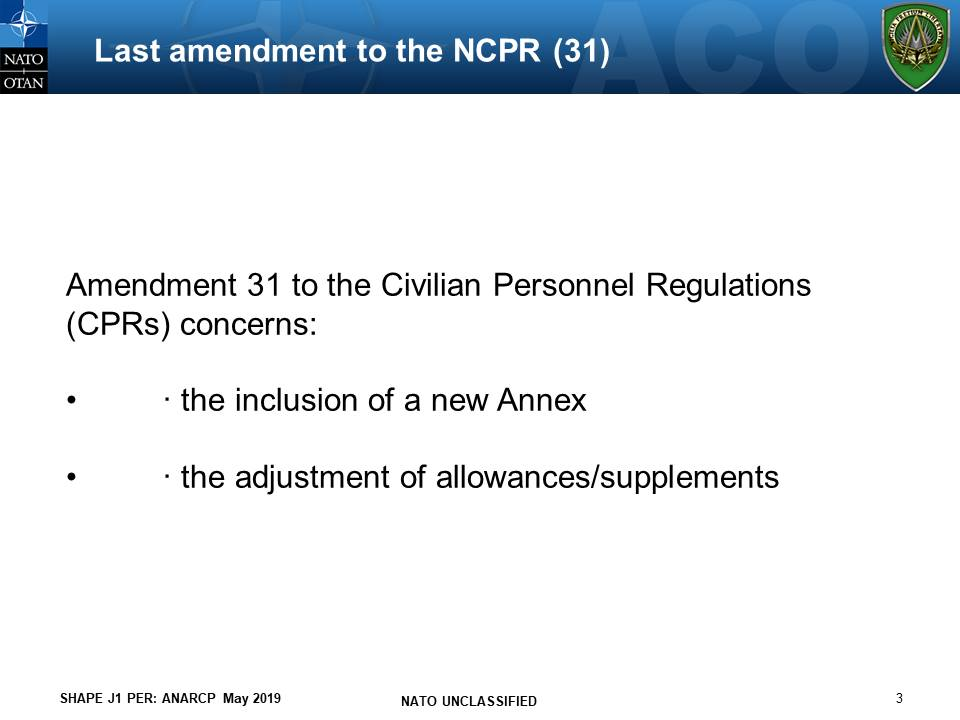 NATO
OTAN
ACO
Last amendment to the NCPR (31)
Amendment 31 to the Civilian Personnel Regulations
(CPRs) concerns:
• · the inclusion of a new Annex
• · the adjustment of allowances/supplements
SHAPE J1 PER: ANARCP May 2019
NATO UNCLASSIFIED
3